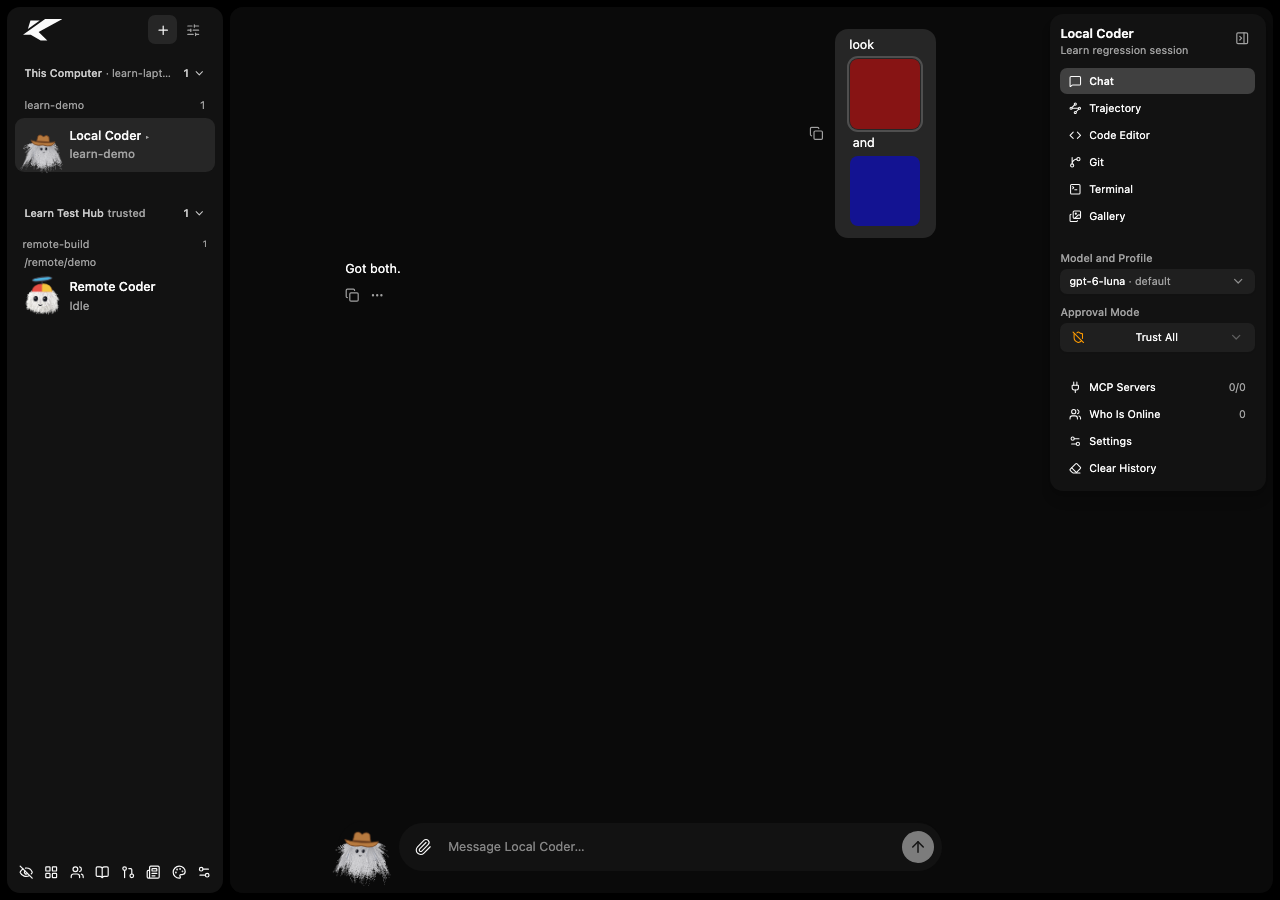 This Computer · learn-lapt... 1
learn-demo 1
Local Coder
learn-demo
Learn Test Hub trusted 1
remote-build 1
/remote/demo
Remote Coder
Idle
look
and
Got both.
Message Local Coder...
Local Coder
Learn regression session
Chat
Trajectory
Code Editor
Git
Terminal
Gallery
Model and Profile
gpt-6-luna · default
Approval Mode
Trust All
MCP Servers 0/0
Who Is Online 0
Settings
Clear History